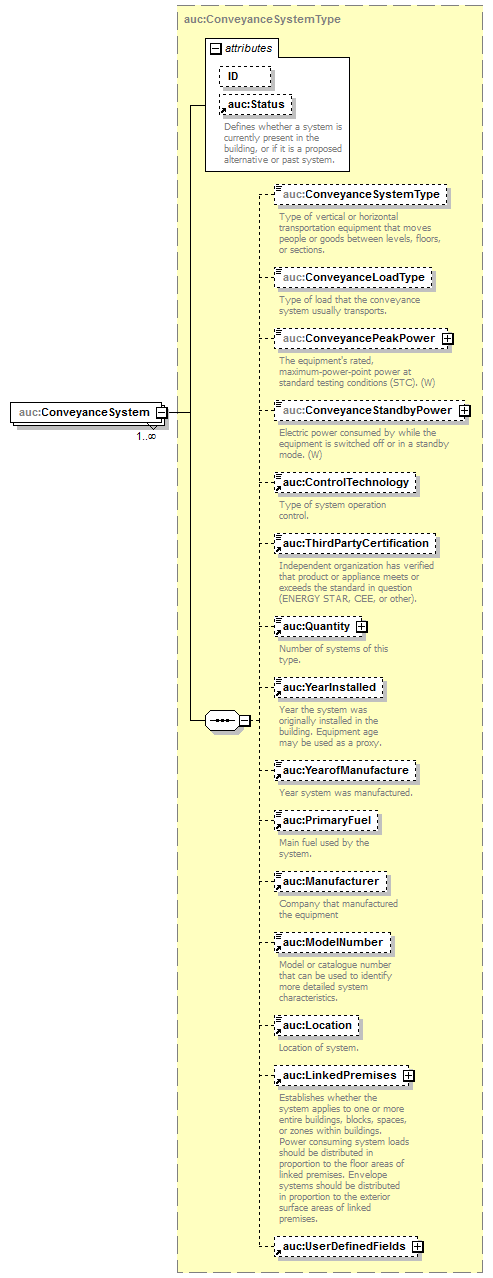 auc:ConveyanceSystemType
attributes
ID
auc:Status
Defines whether a system is
currently present in the
building, or if it is a proposed
alternative or past system.
auc:ConveyanceSystemType
Type of vertical or horizontal
transportation equipment that moves
people or goods between levels, floors,
or sections.
auc:ConveyanceLoadType
Type of load that the conveyance
system usually transports.
auc:ConveyancePeakPower
The equipment's rated,
maximum-power-point power at
standard testing conditions (STC). (W)
auc:ConveyanceSystem
1..∞
auc:ConveyanceStandbyPower
Electric power consumed by while the
equipment is switched off or in a standby
mode. (W)
auc:ControlTechnology
Type of system operation
control.
auc:ThirdPartyCertification
Independent organization has verified
that product or appliance meets or
exceeds the standard in question
(ENERGY STAR, CEE, or other).
auc:Quantity
Number of systems of this
type.
auc:YearInstalled
Year the system was
originally installed in the
building. Equipment age
may be used as a proxy.
auc:YearofManufacture
Year system was manufactured.
auc:PrimaryFuel
Main fuel used by the
system.
auc:Manufacturer
Company that manufactured
the equipment
auc:ModelNumber
Model or catalogue number
that can be used to identify
more detailed system
characteristics.
auc:Location
Location of system.
auc:LinkedPremises
Establishes whether the
system applies to one or more
entire buildings, blocks, spaces,
or zones within buildings.
Power consuming system loads
should be distributed in
proportion to the floor areas of
linked premises. Envelope
systems should be distributed
in proportion to the exterior
surface areas of linked
premises.
auc:UserDefinedFields